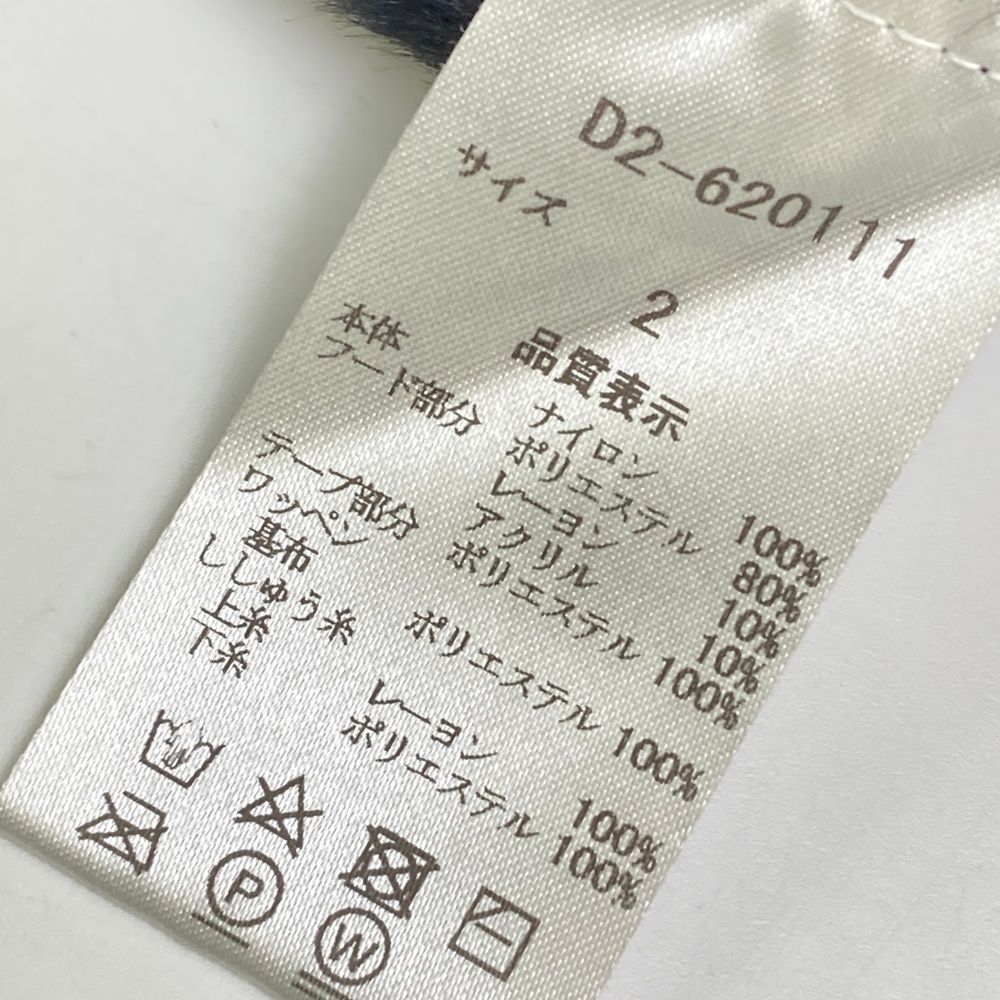 D2-620111
サイズ
2
品質表示
本体 ナイロン 100%
フード部分 ポリエステル 80%
レーヨン 10%
アクリル 10%
テープ部分 ポリエステル 100%
ワッペン
基布 ポリエステル 100%
ししゅう糸
上糸 レーヨン 100%
下糸 ポリエステル 100%
P
W